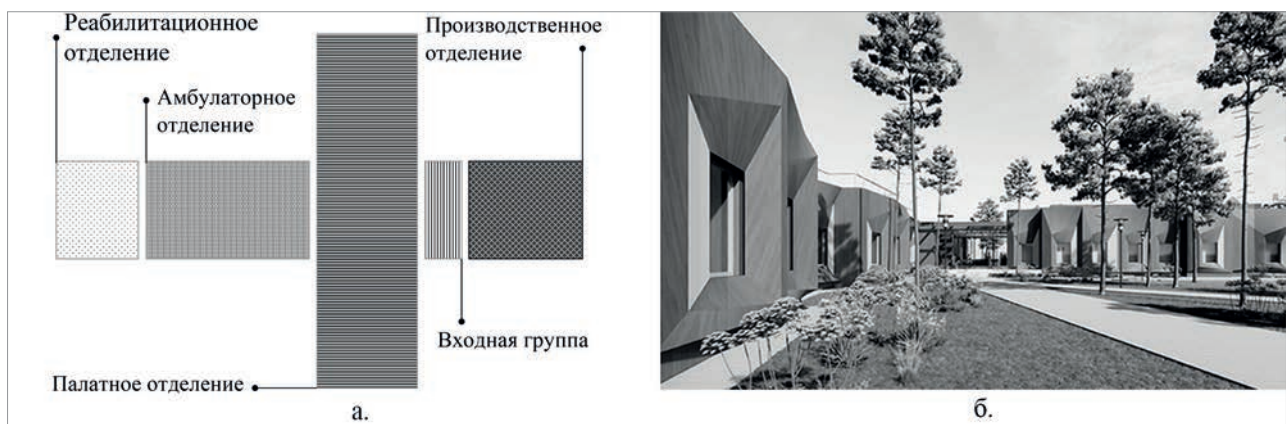 Реабилитационное
отделение
Амбулаторное
отделение
Производственное
отделение
Входная группа
Палатное отделение
а.
б.